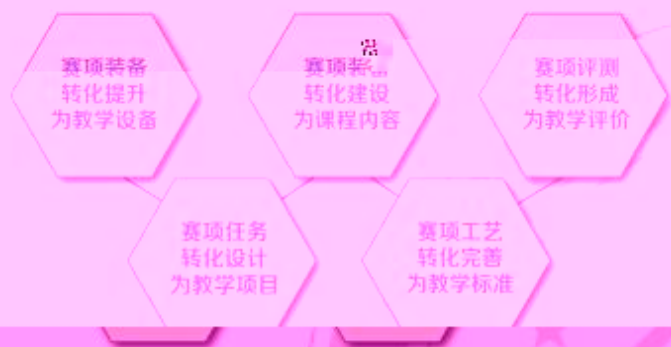 赛项装备
转化提升
为教学设备
赛项装
转化建设
为课程内容
赛项评测
转化形成
为教学评价
赛项任务
转化设计
为教学项目
赛项工艺
转化完善
为教学标准